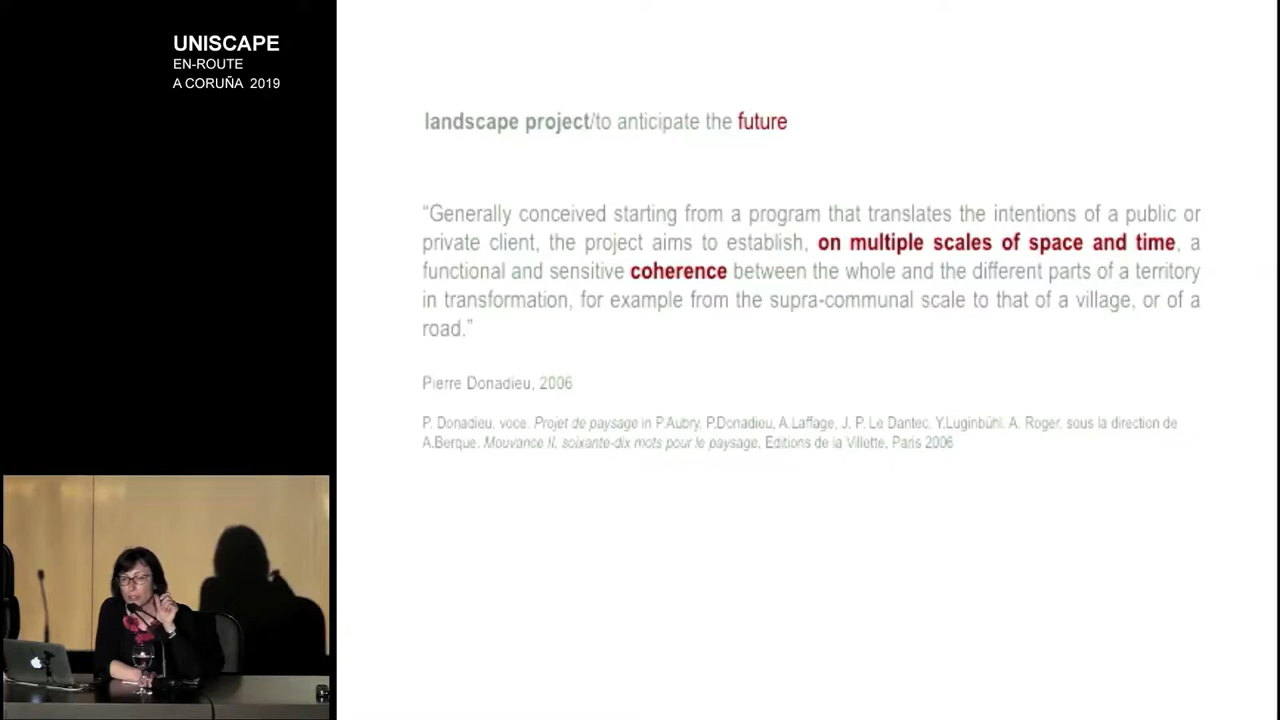 UNISCAPE
EN-ROUTE
A CORUÑA 2019
landscape project/to anticipate the future
“Generally conceived starting from a program that translates the intentions of a public or
private client, the project aims to establish, on multiple scales of space and time, a
functional and sensitive coherence between the whole and the different parts of a territory
in transformation, for example from the supra-communal scale to that of a village, or of a
road.”
Pierre Donadieu, 2006
P. Donadieu, voce. Projet de paysage in P.Aubry, P.Donadieu, A.Laffage, J. P. Le Dantec, Y.Luginbühl, A. Roger, sous la direction de
A.Berque. Mouvance II. soixante-dix mots pour le paysage, Editions de la Villette, Paris 2006